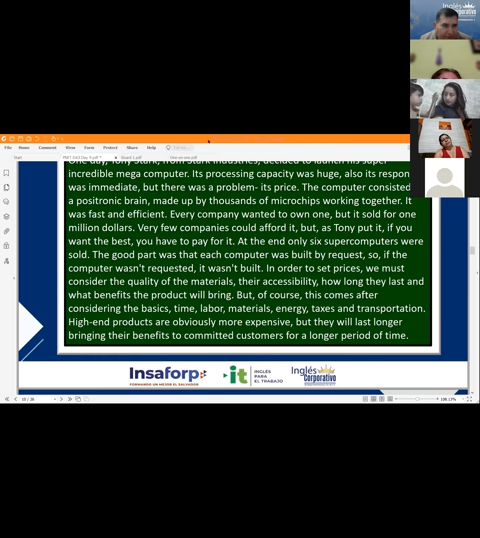 Inglés
Corporativo
File Home Comment View Form Protect Share Help
Start
One day, Tony Stark, from Stark Industries, decided to launch his super
incredible mega computer. Its processing capacity was huge, also its respon
was immediate, but there was a problem- its price. The computer consisted
a positronic brain, made up by thousands of microchips working together. It
was fast and efficient. Every company wanted to own one, but it sold for one
million dollars. Very few companies could afford it, but, as Tony put it, if you
want the best, you have to pay for it. At the end only six supercomputers were
sold. The good part was that each computer was built by request, so, if the
computer wasn't requested, it wasn't built. In order to set prices, we must
consider the quality of the materials, their accessibility, how long they last and
what benefits the product will bring. But, of course, this comes after
considering the basics, time, labor, materials, energy, taxes and transportation.
High-end products are obviously more expensive, but they will last longer
bringing their benefits to committed customers for a longer period of time.
Insaforp
FORMANDO UN MEJOR EL SALVADOR
it INGLÉS PARA EL TRABAJO
Inglés
Corporativo